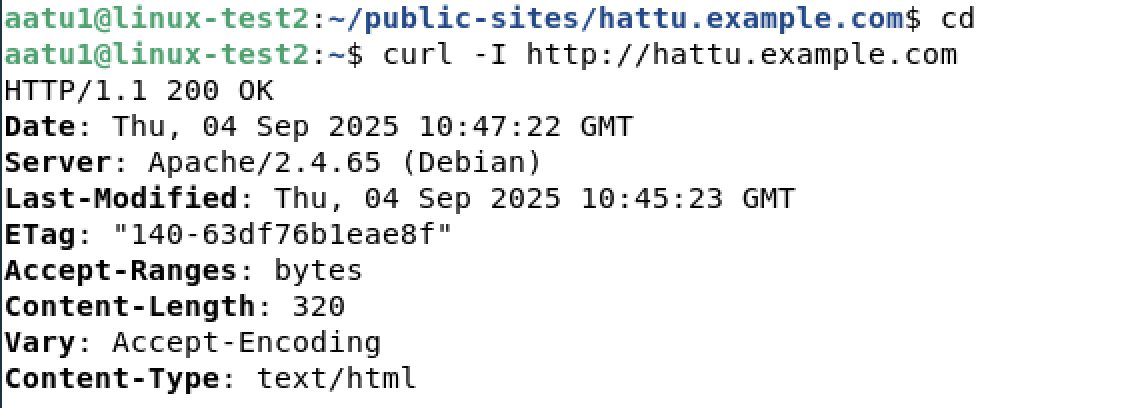 aatu1@linux-test2:~/public-sites/hattu.example.com$ cd
aatu1@linux-test2:~$ curl -I http://hattu.example.com
HTTP/1.1 200 OK
Date: Thu, 04 Sep 2025 10:47:22 GMT
Server: Apache/2.4.65 (Debian)
Last-Modified: Thu, 04 Sep 2025 10:45:23 GMT
ETag: "140-63df76b1eae8f"
Accept-Ranges: bytes
Content-Length: 320
Vary: Accept-Encoding
Content-Type: text/html